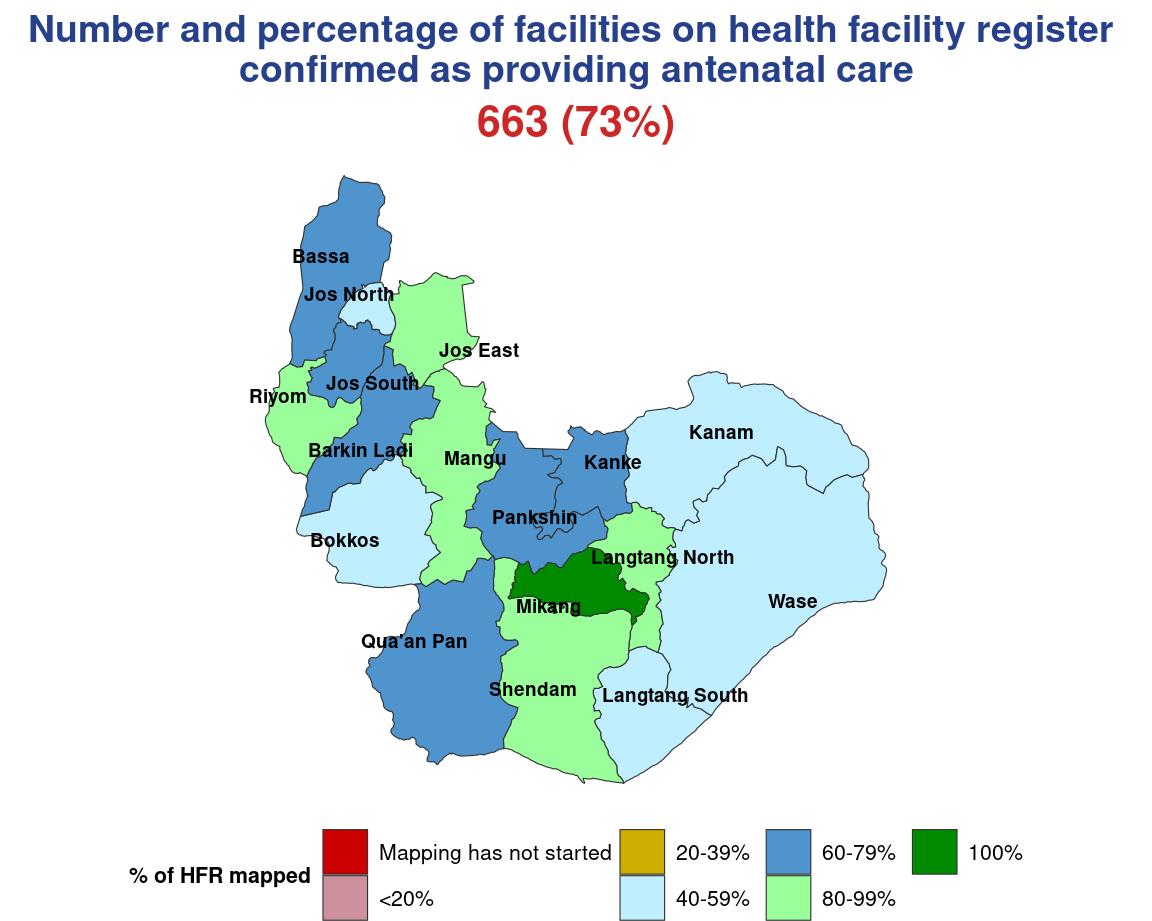 Number and percentage of facilities on health facility register
confirmed as providing antenatal care
663 (73%)
Bassa
Jos North
Jos East
Jos South
Riyom
Kanam
Barkin Ladi
Mangu
Kanke
Pankshin
Bokkos
Langtang North
Wase
Mikang
Qua'an Pan
Shendam
Langtang South
% of HFR mapped
Mapping has not started
<20%
20-39%
40-59%
60-79%
80-99%
100%